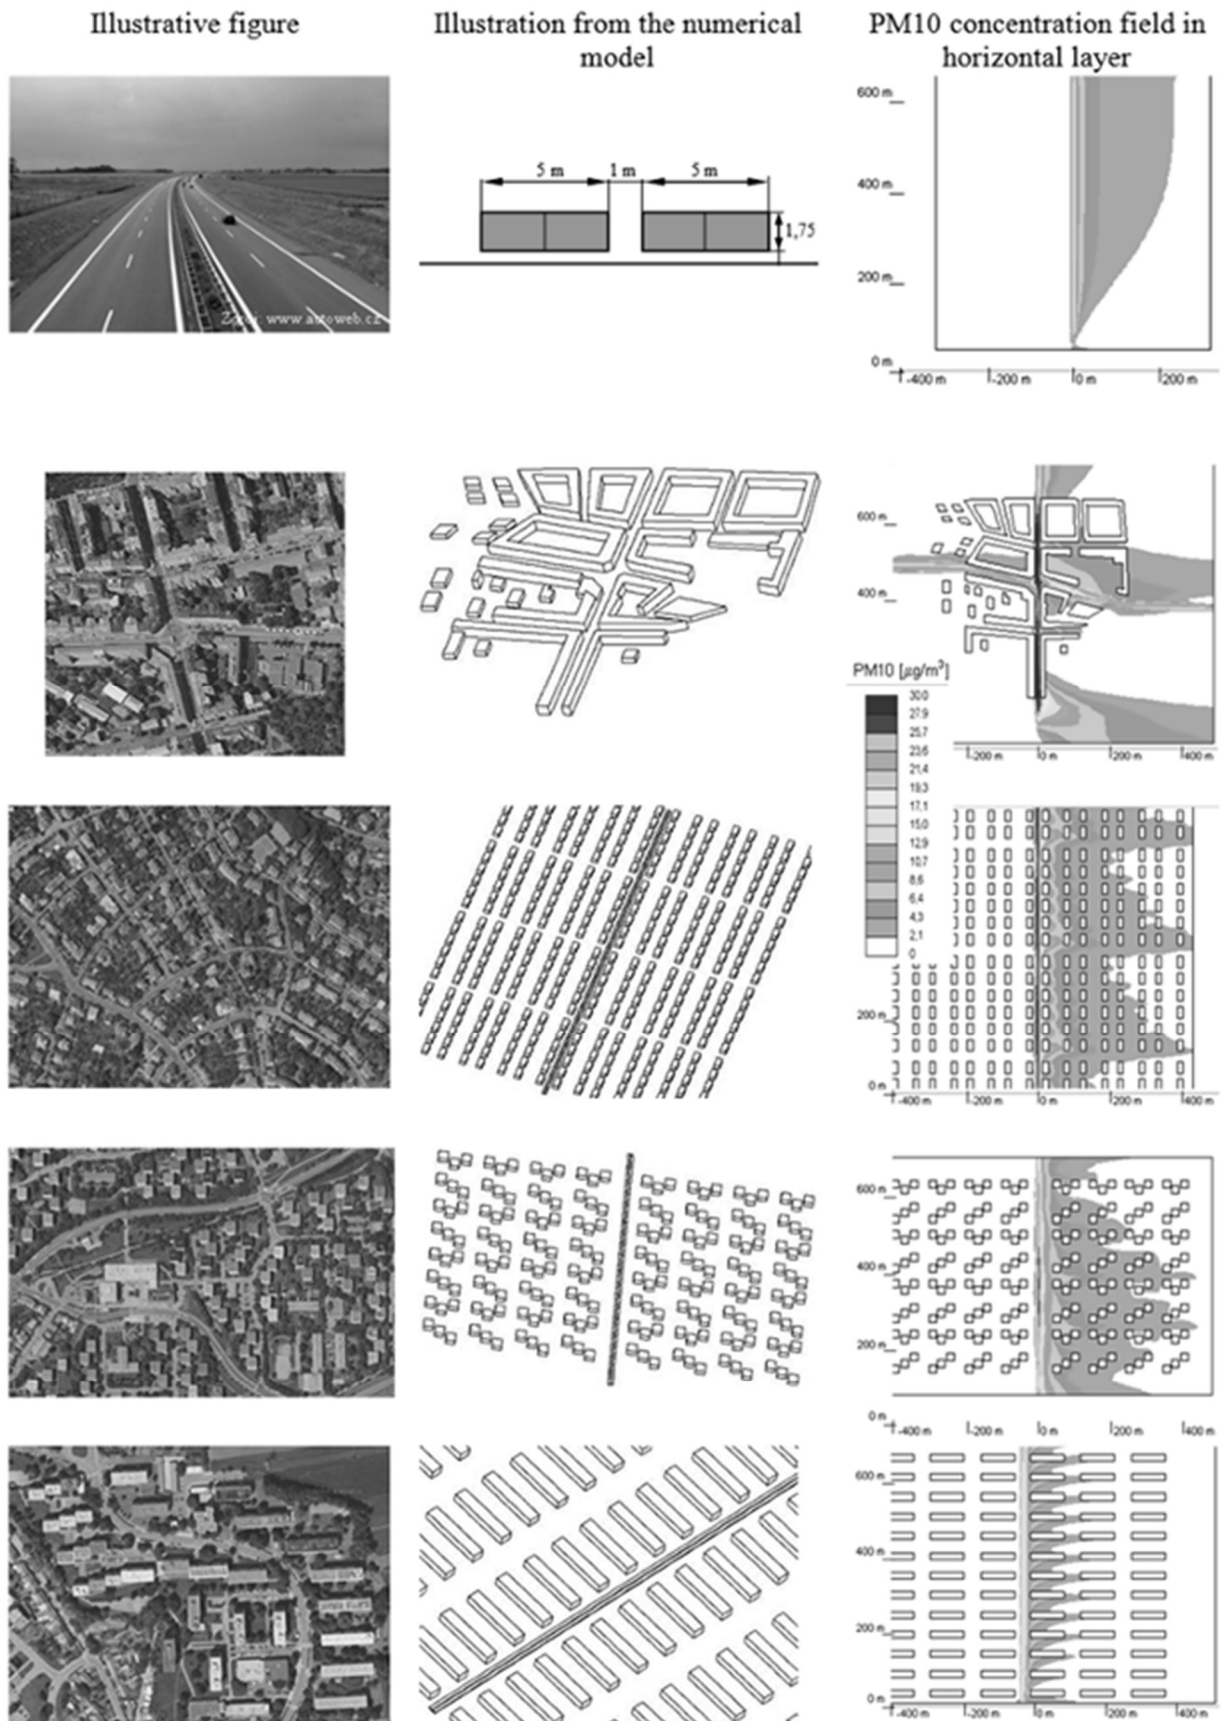 Illustrative figure
Illustration from the numerical
model
PM10 concentration field in
horizontal layer
www.autoweb.cz
5 m
1 m
5 m
1,75
600 m
400 m
200 m
0 m
-400 m
-200 m
0 m
200 m
600 m
400 m
PM10 [µg/m³]
30,0
27,9
25,7
23,6
21,4
19,3
17,1
15,0
12,9
10,7
8,6
6,4
4,3
2,1
0
-200 m
0 m
200 m
400 m
200 m
0 m
-400 m
-200 m
0 m
200 m
400 m
600 m
400 m
200 m
0 m
-400 m
-200 m
0 m
200 m
400 m
600 m
400 m
200 m
0 m
-400 m
-200 m
0 m
200 m
400 m